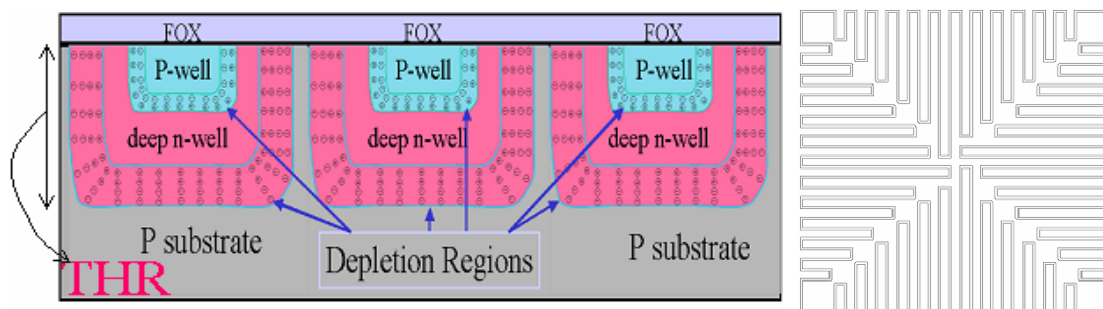 FOX FOX FOX
P-well P-well P-well
deep n-well deep n-well deep n-well
P substrate Depletion Regions P substrate
THR